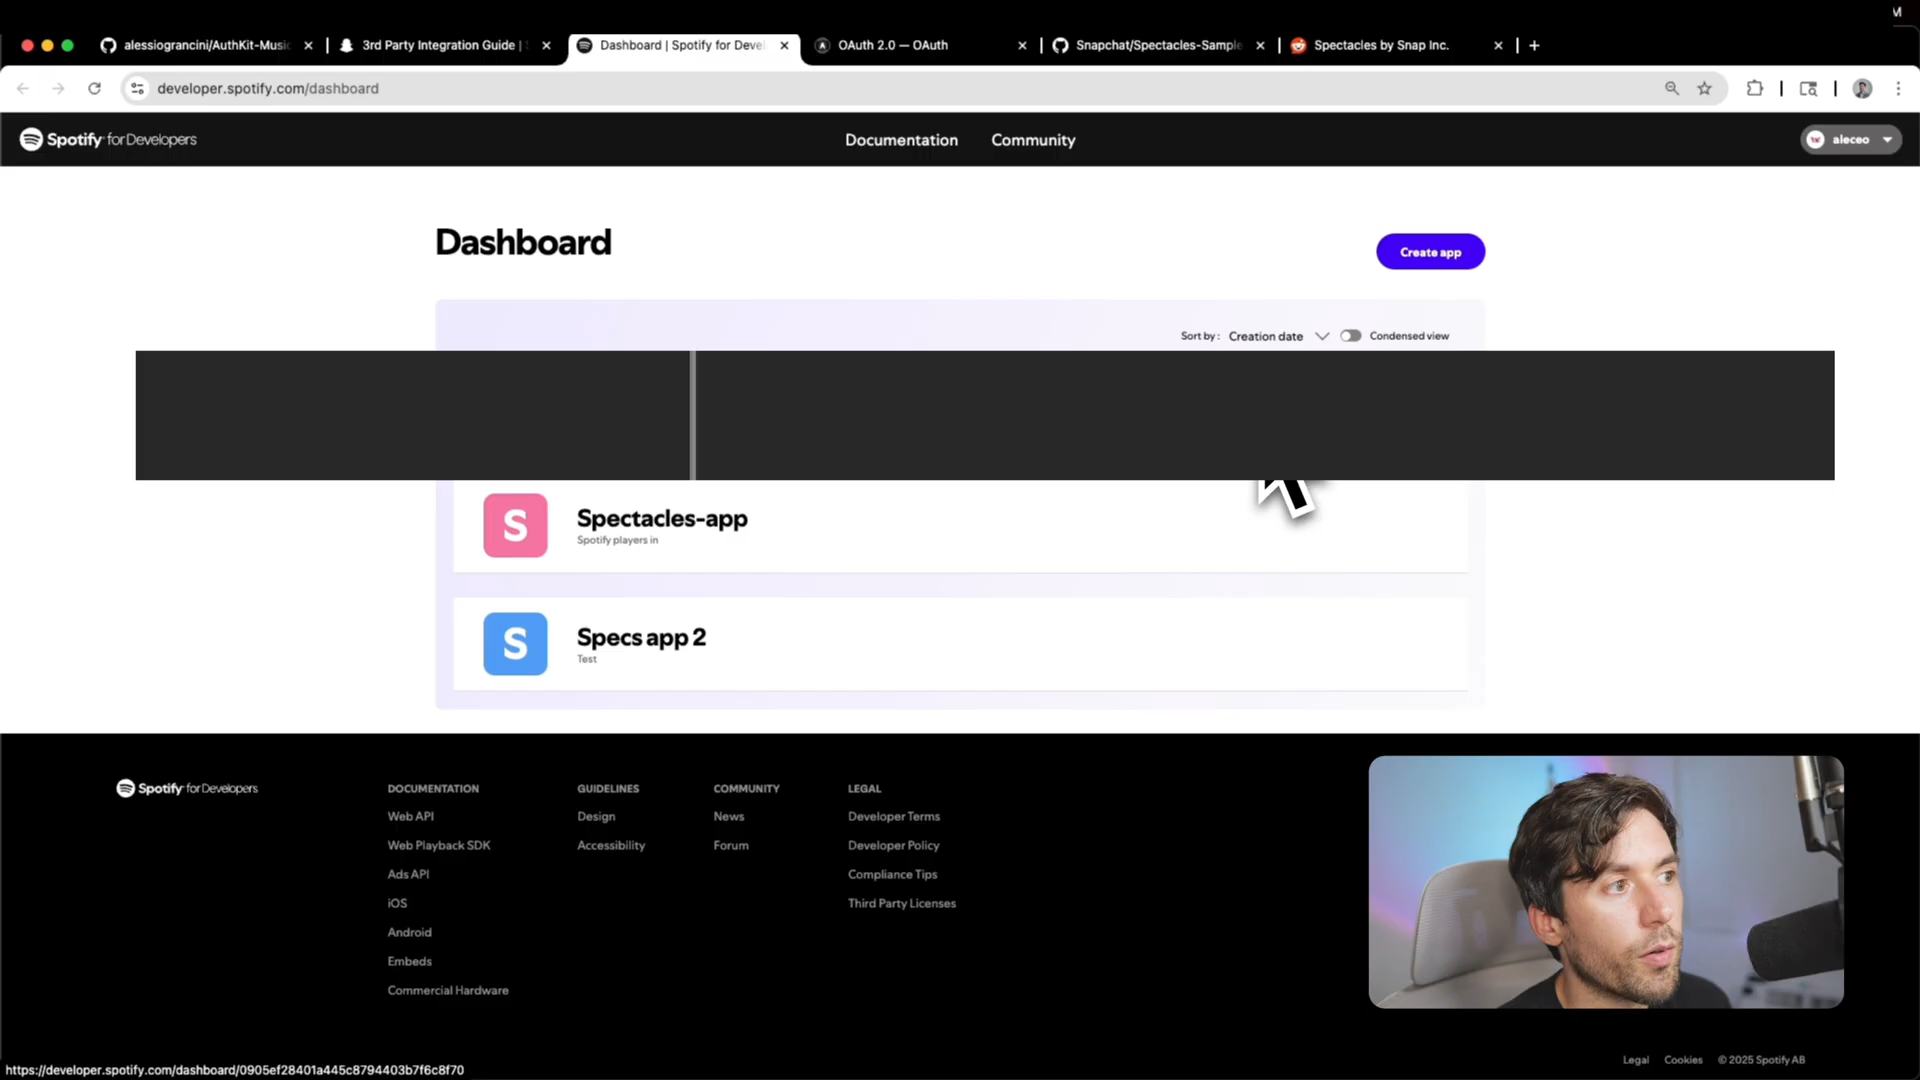 M
alessiograncini/AuthKit-Music
3rd Party Integration Guide |
Dashboard | Spotify for Devel
OAuth 2.0 — OAuth
Snapchat/Spectacles-Sample
Spectacles by Snap Inc.
developer.spotify.com/dashboard
Spotify for Developers
Documentation
Community
aleceo
Dashboard
Create app
Sort by :
Creation date
Condensed view
S
Spectacles-app
Spotify players in
S
Specs app 2
Test
Spotify for Developers
DOCUMENTATION
Web API
Web Playback SDK
Ads API
iOS
Android
Embeds
Commercial Hardware
GUIDELINES
Design
Accessibility
COMMUNITY
News
Forum
LEGAL
Developer Terms
Developer Policy
Compliance Tips
Third Party Licenses
Legal
Cookies
© 2025 Spotify AB
https://developer.spotify.com/dashboard/0905ef28401a445c8794403b7f6c8f70